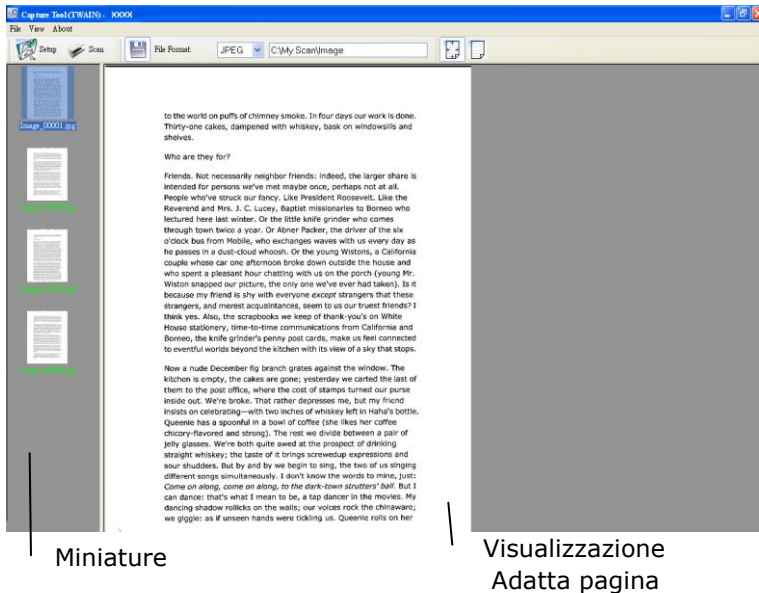 Capture Tool(TWAIN)- XXXX
File View About
Setup Scan File Format: JPEG C:\My Scan\Image
Image_00001.jpg
to the world on puffs of chimney smoke. In four days our work is done.
Thirty-one cakes, dampened with whiskey, bask on windowsills and
shelves.
Who are they for?
Friends. Not necessarily neighbor friends: indeed, the larger share is
intended for persons we've met maybe once, perhaps not at all.
People who've struck our fancy. Like President Roosevelt. Like the
Reverend and Mrs. J. C. Lucey, Baptist missionaries to Borneo who
lectured here last winter. Or the little knife grinder who comes
through town twice a year. Or Abner Packer, the driver of the six
o'clock bus from Mobile, who exchanges waves with us every day as
he passes in a dust-cloud whoosh. Or the young Wistons, a California
couple whose car one afternoon broke down outside the house and
who spent a pleasant hour chatting with us on the porch (young Mr.
Wiston snapped our picture, the only one we've ever had taken). Is it
because my friend is shy with everyone except strangers that these
strangers, and merest acquaintances, seem to us our truest friends? I
think yes. Also, the scrapbooks we keep of thank-you's on White
House stationery, time-to-time communications from California and
Borneo, the knife grinder's penny post cards, make us feel connected
to eventful worlds beyond the kitchen with its view of a sky that stops.
Now a nude December fig branch grates against the window. The
kitchen is empty, the cakes are gone; yesterday we carted the last of
them to the post office, where the cost of stamps turned our purse
inside out. We're broke. That rather depresses me, but my friend
insists on celebrating—with two inches of whiskey left in Haha's bottle.
Queenie has a spoonful in a bowl of coffee (she likes her coffee
chicory-flavored and strong). The rest we divide between a pair of
jelly glasses. We're both quite awed at the prospect of drinking
straight whiskey; the taste of it brings screwedup expressions and
sour shudders. But by and by we begin to sing, the two of us singing
different songs simultaneously. I don't know the words to mine, just:
Come on along, come on along, to the dark-town strutters' ball. But I
can dance: that's what I mean to be, a tap dancer in the movies. My
dancing shadow rollicks on the walls; our voices rock the chinaware;
we giggle: as if unseen hands were tickling us. Queenie rolls on her
Miniature
Visualizzazione
Adatta pagina